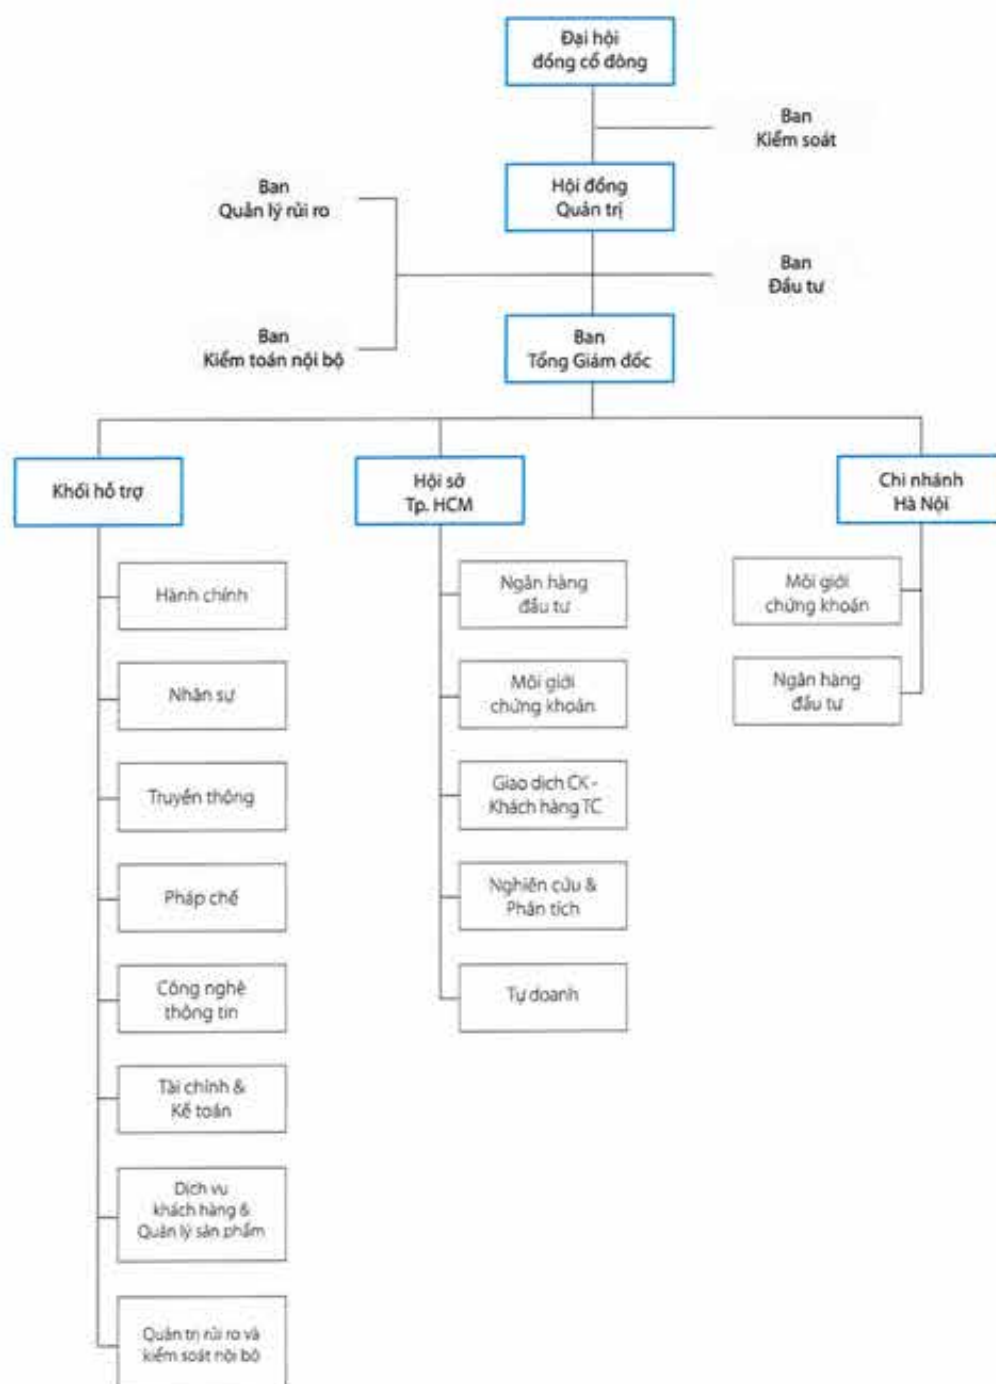 Đại hội
đồng cổ đông
Ban
Kiểm soát
Hội đồng
Quản trị
Ban
Quản lý rủi ro
Ban
Đầu tư
Ban
Kiểm toán nội bộ
Ban
Tổng Giám đốc
Khối hỗ trợ
Hội sở
Tp. HCM
Chi nhánh
Hà Nội
Hành chính
Nhân sự
Truyền thông
Pháp chế
Công nghệ
thông tin
Tài chính &
Kế toán
Dịch vụ
khách hàng &
Quản lý sản phẩm
Quản trị rủi ro và
kiểm soát nội bộ
Ngân hàng
đầu tư
Môi giới
chứng khoán
Giao dịch CK -
Khách hàng TC
Nghiên cứu &
Phân tích
Tự doanh
Môi giới
chứng khoán
Ngân hàng
đầu tư